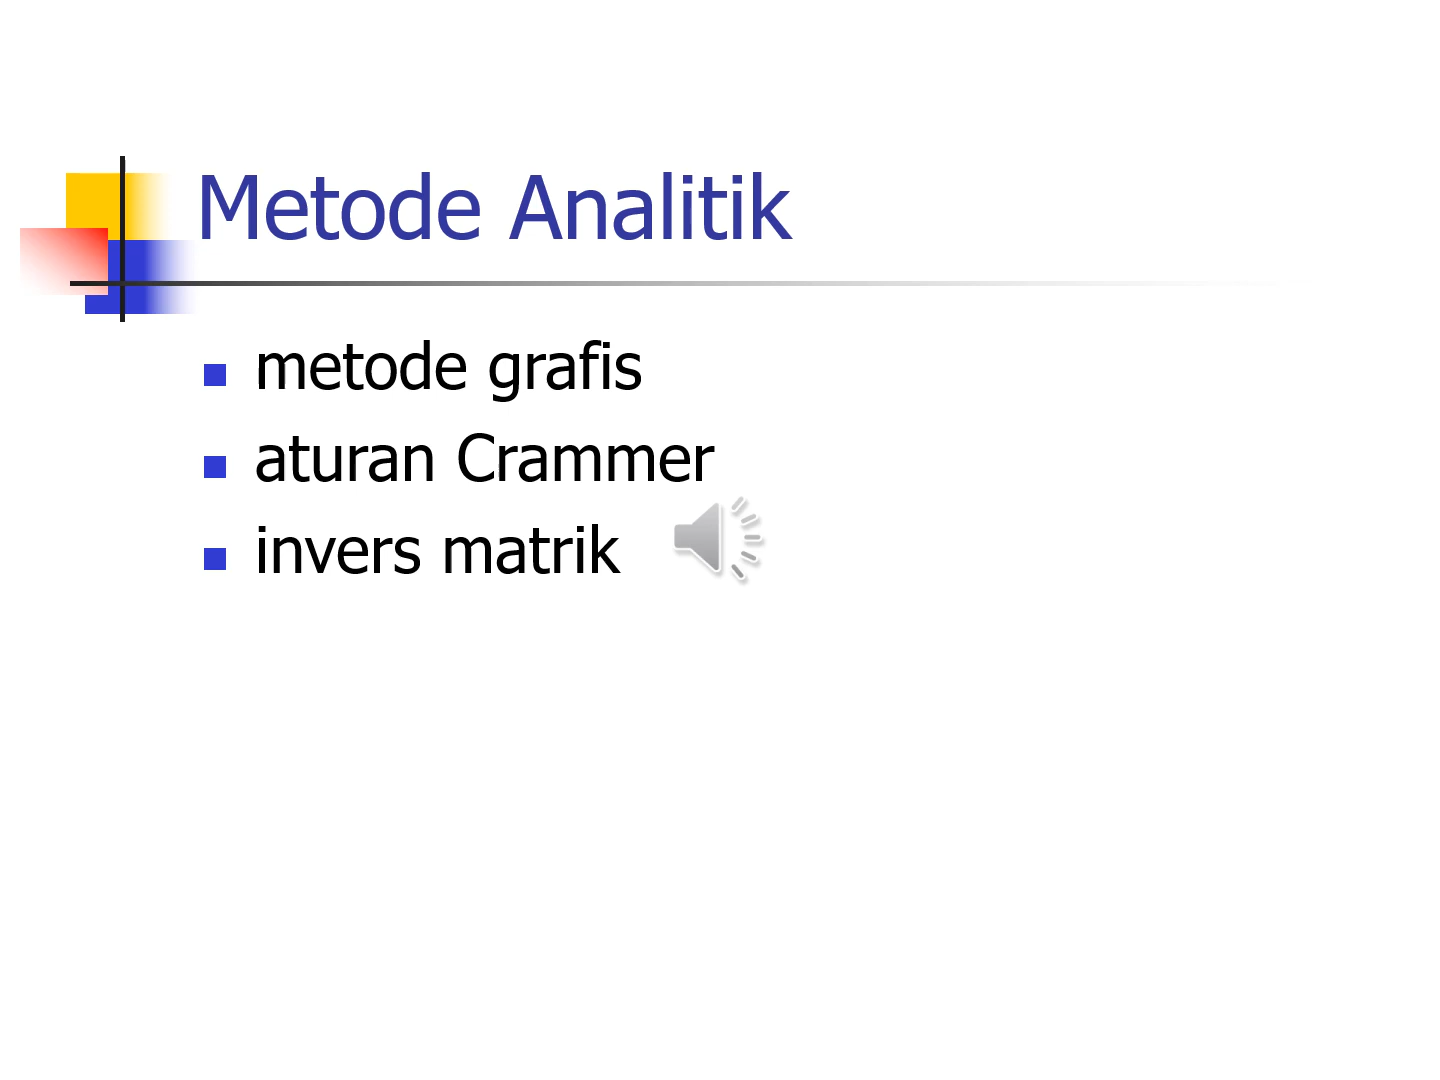 Metode Analitik
metode grafis
aturan Crammer
invers matrik